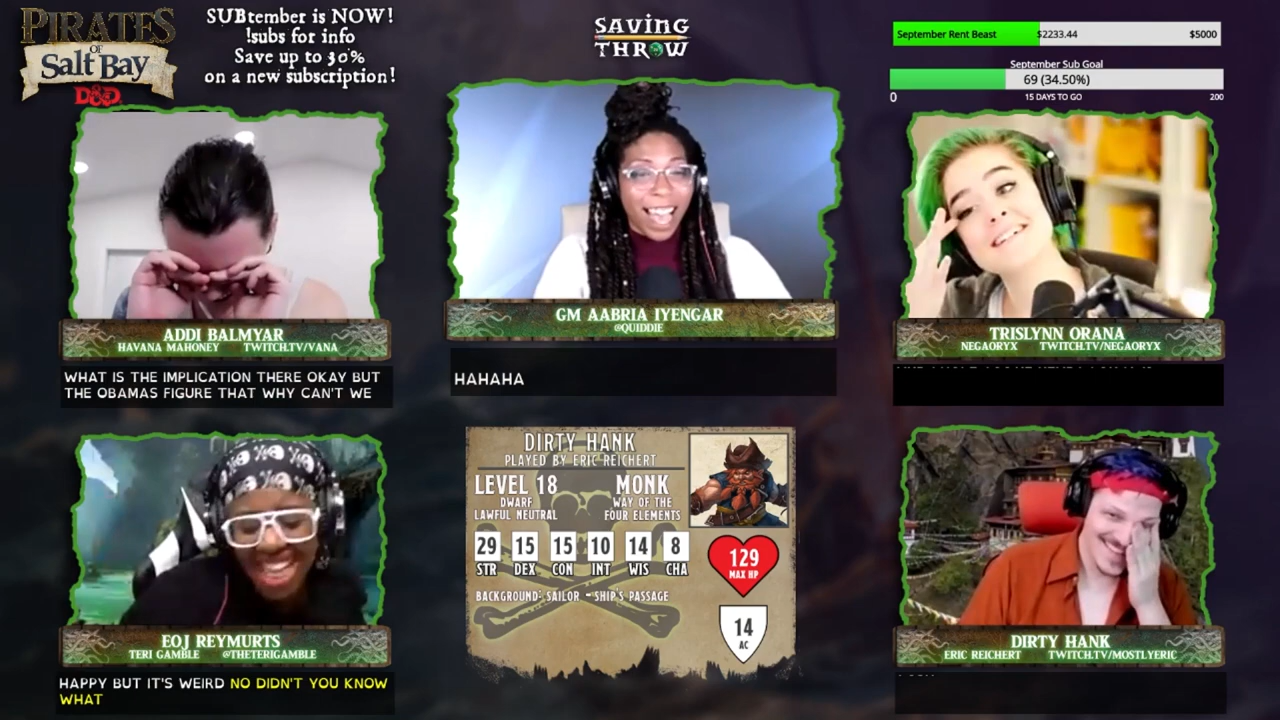 PIRATES
OF
Salt Bay
D&D
SUBtember is NOW!
!subs for info
Save up to 30%
on a new subscription!
SAVING
THROW
September Rent Beast $2233.44 $5000
September Sub Goal
69 (34.50%)
0 15 DAYS TO GO 200
ADDI BALMYAR
HAVANA MAHONEY TWITCH.TV/VANA
WHAT IS THE IMPLICATION THERE OKAY BUT
THE OBAMAS FIGURE THAT WHY CAN'T WE
GM AABRIA IYENGAR
@QUIDDIE
HAHAHA
TRISLYNN ORANA
NEGAORYX TWITCH.TV/NEGAORYX
EOJ REYMURTS
TERI GAMBLE @THETERIGAMBLE
HAPPY BUT IT'S WEIRD NO DIDN'T YOU KNOW
WHAT
DIRTY HANK
PLAYED BY ERIC REICHERT
LEVEL 18 MONK
DWARF WAY OF THE
LAWFUL NEUTRAL FOUR ELEMENTS
29 15 15 10 14 8
STR DEX CON INT WIS CHA
BACKGROUND: SAILOR - SHIP'S PASSAGE
129
MAX HP
14
AC
DIRTY HANK
ERIC REICHERT TWITCH.TV/MOSTLYERIC